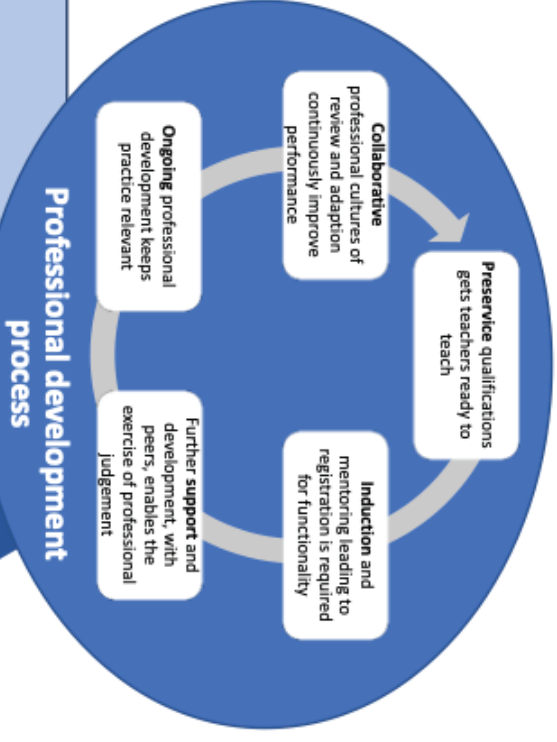 Preservice qualifications
gets teachers ready to
teach
Induction and
mentoring leading to
registration is required
for functionality
Further support and
development, with
peers, enables the
exercise of professional
judgement
Ongoing professional
development keeps
practice relevant
Collaborative
professional cultures of
review and adaption
continuously improve
performance
Professional development
process